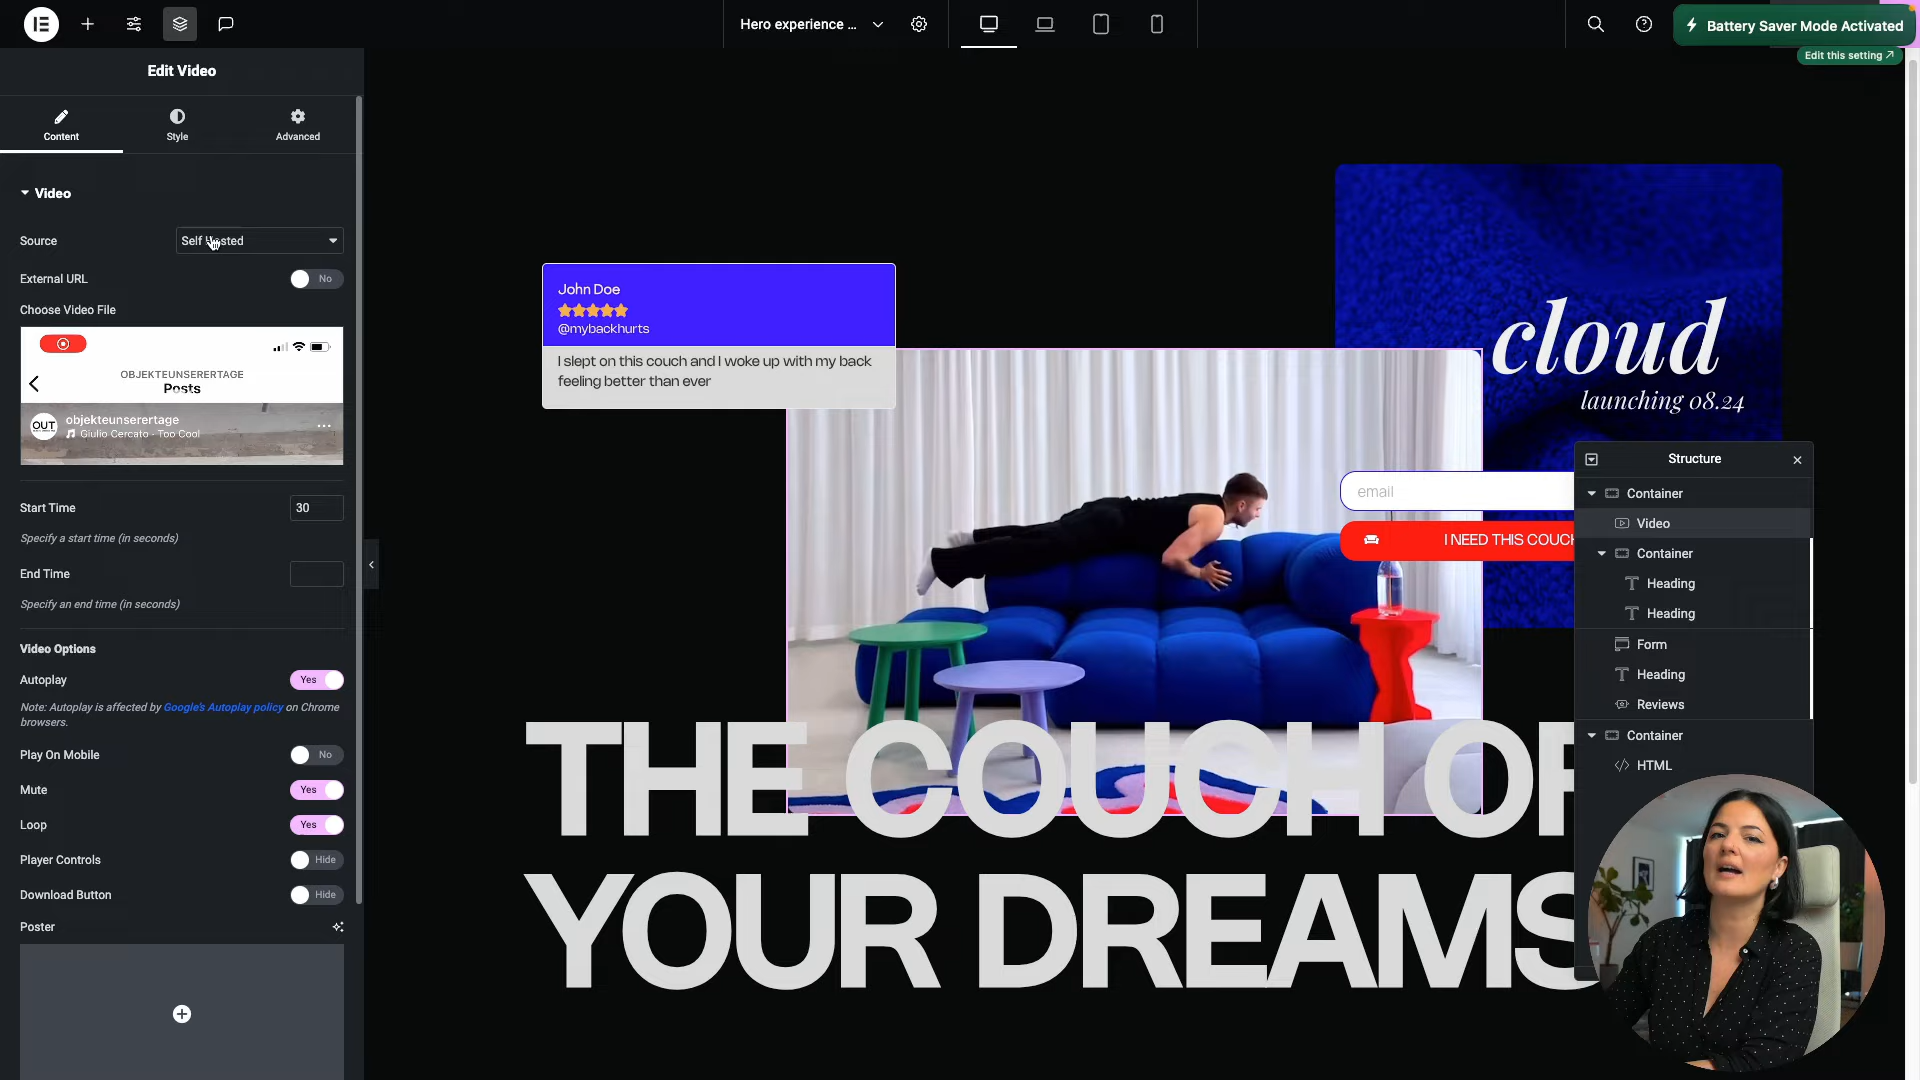 Hero experience ...
Battery Saver Mode Activated
Edit this setting ↗
Edit Video
Content
Style
Advanced
Video
Source
Self Hosted
External URL
No
Choose Video File
OBJEKTEUNSERERTAGE
Posts
OUT
objekteunserertage
Giulio Cercato - Too Cool
Start Time
30
Specify a start time (in seconds)
End Time
Specify an end time (in seconds)
Video Options
Autoplay
Yes
Note: Autoplay is affected by Google's Autoplay policy on Chrome
browsers.
Play On Mobile
No
Mute
Yes
Loop
Yes
Player Controls
Hide
Download Button
Hide
Poster
John Doe
@mybackhurts
I slept on this couch and I woke up with my back
feeling better than ever
cloud
launching 08.24
email
I NEED THIS COUCH
THE COUCH OF
YOUR DREAMS
Structure
Container
Video
Container
Heading
Heading
Form
Heading
Reviews
Container
HTML